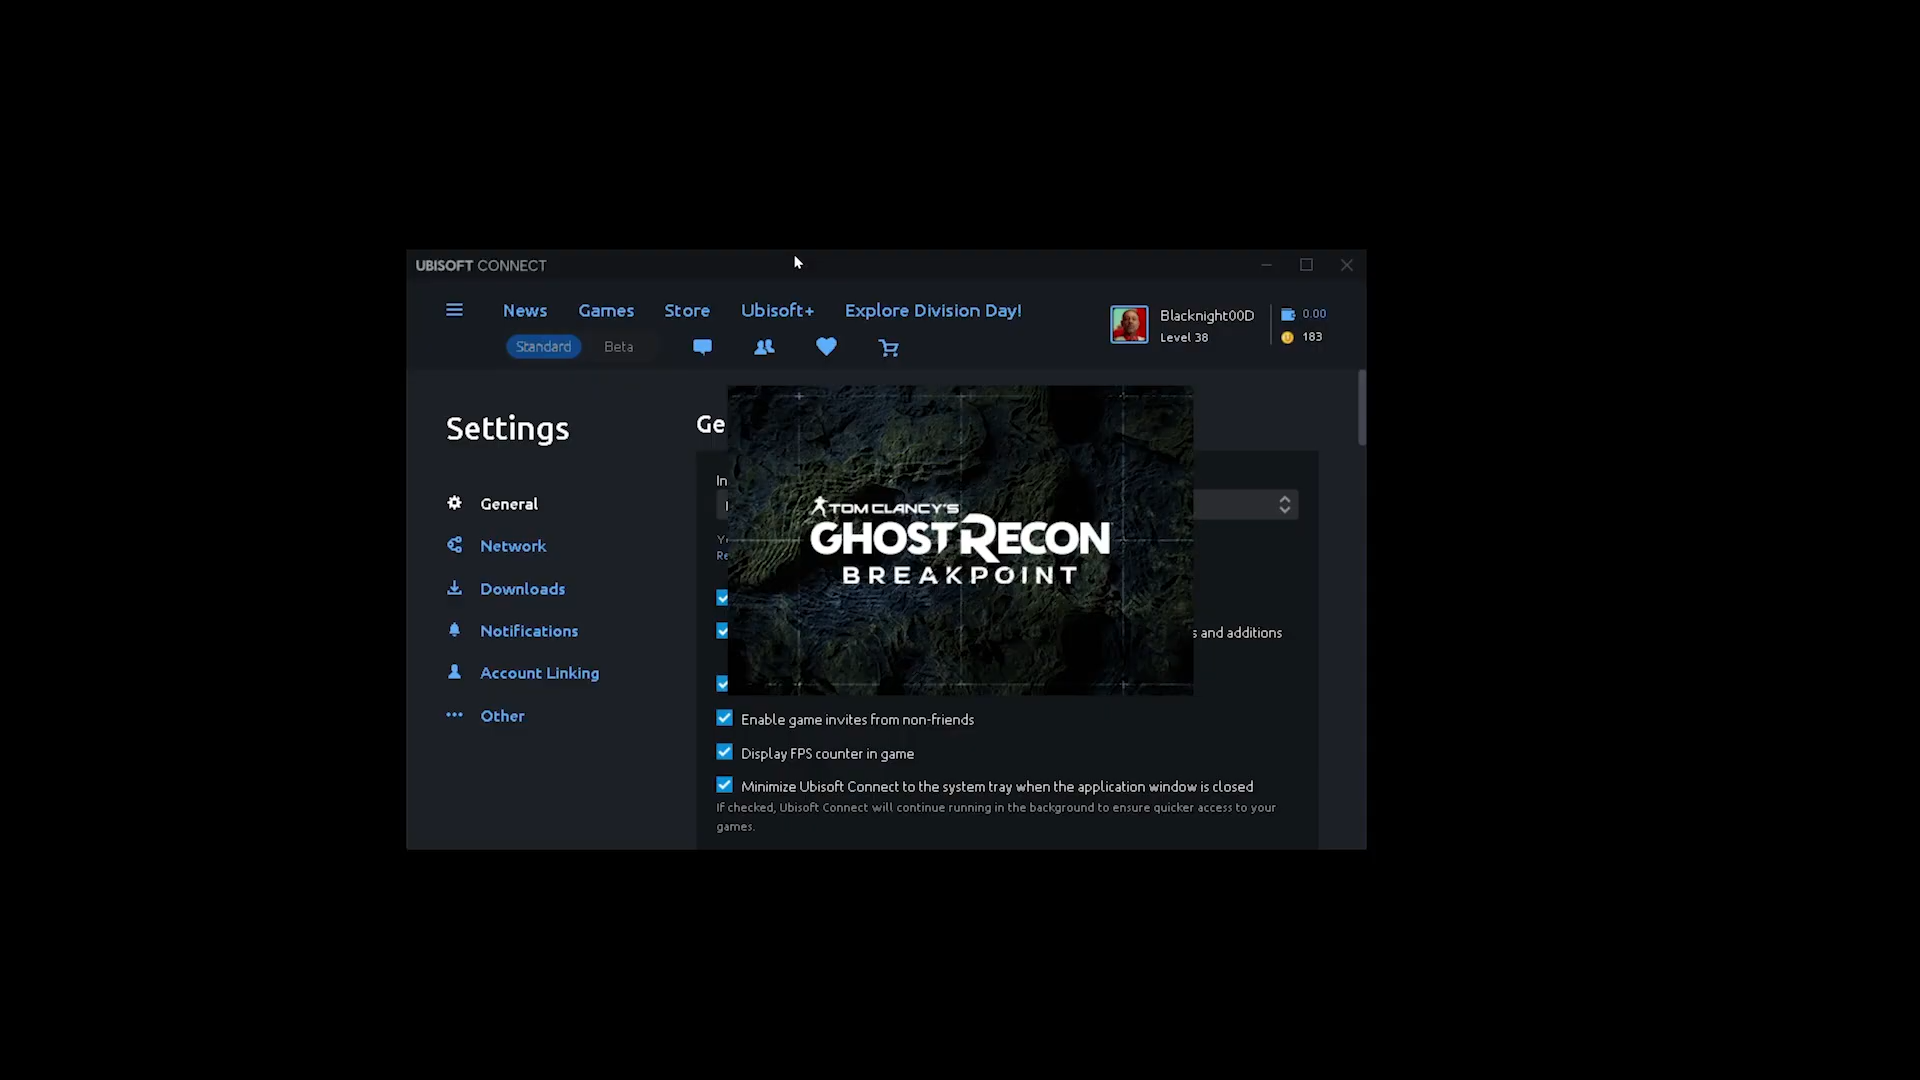 UBISOFT CONNECT
News Games Store Ubisoft+ Explore Division Day!
Standard Beta
Blacknight00D
Level 38
0.00
183
Settings
General
Network
Downloads
Notifications
Account Linking
Other
Ge
In
TOM CLANCY'S
GHOST RECON
BREAKPOINT
Re
s and additions
Enable game invites from non-friends
Display FPS counter in game
Minimize Ubisoft Connect to the system tray when the application window is closed
If checked, Ubisoft Connect will continue running in the background to ensure quicker access to your
games.